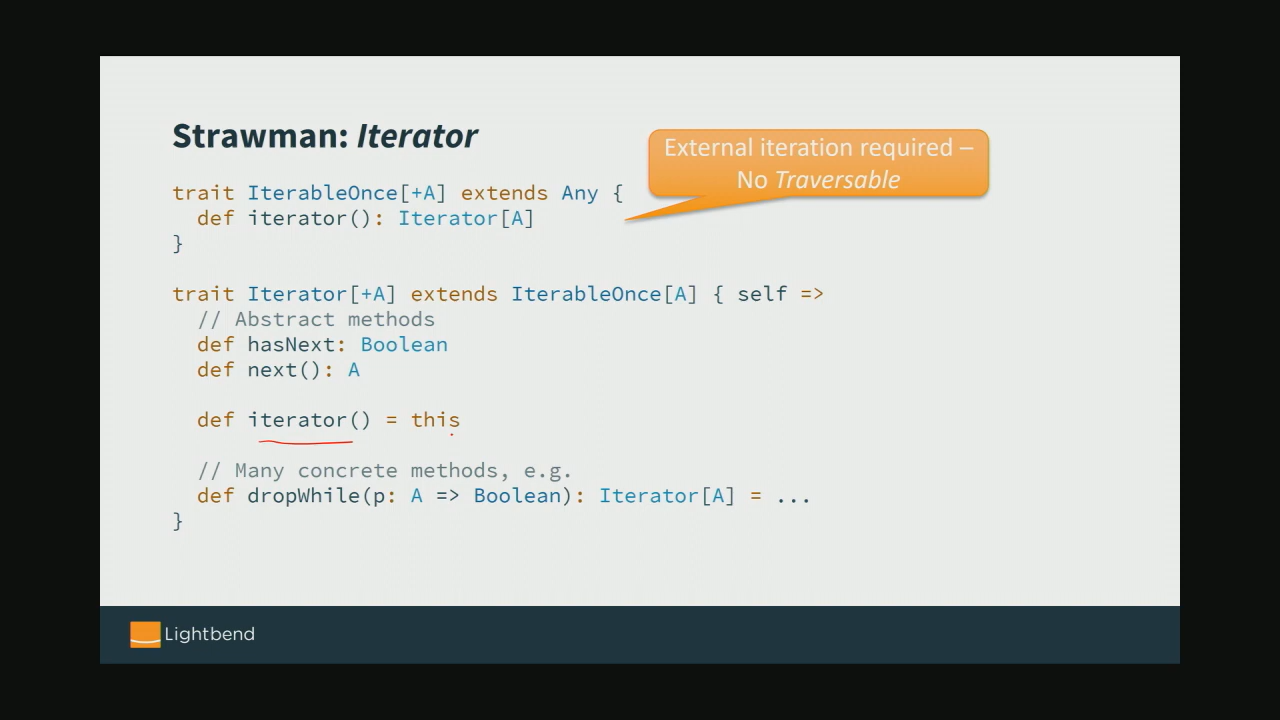 Strawman: Iterator
External iteration required –
No Traversable
trait IterableOnce[+A] extends Any {
  def iterator(): Iterator[A]
}
trait Iterator[+A] extends IterableOnce[A] { self =>
  // Abstract methods
  def hasNext: Boolean
  def next(): A
  def iterator() = this
  // Many concrete methods, e.g.
  def dropWhile(p: A => Boolean): Iterator[A] = ...
}
Lightbend